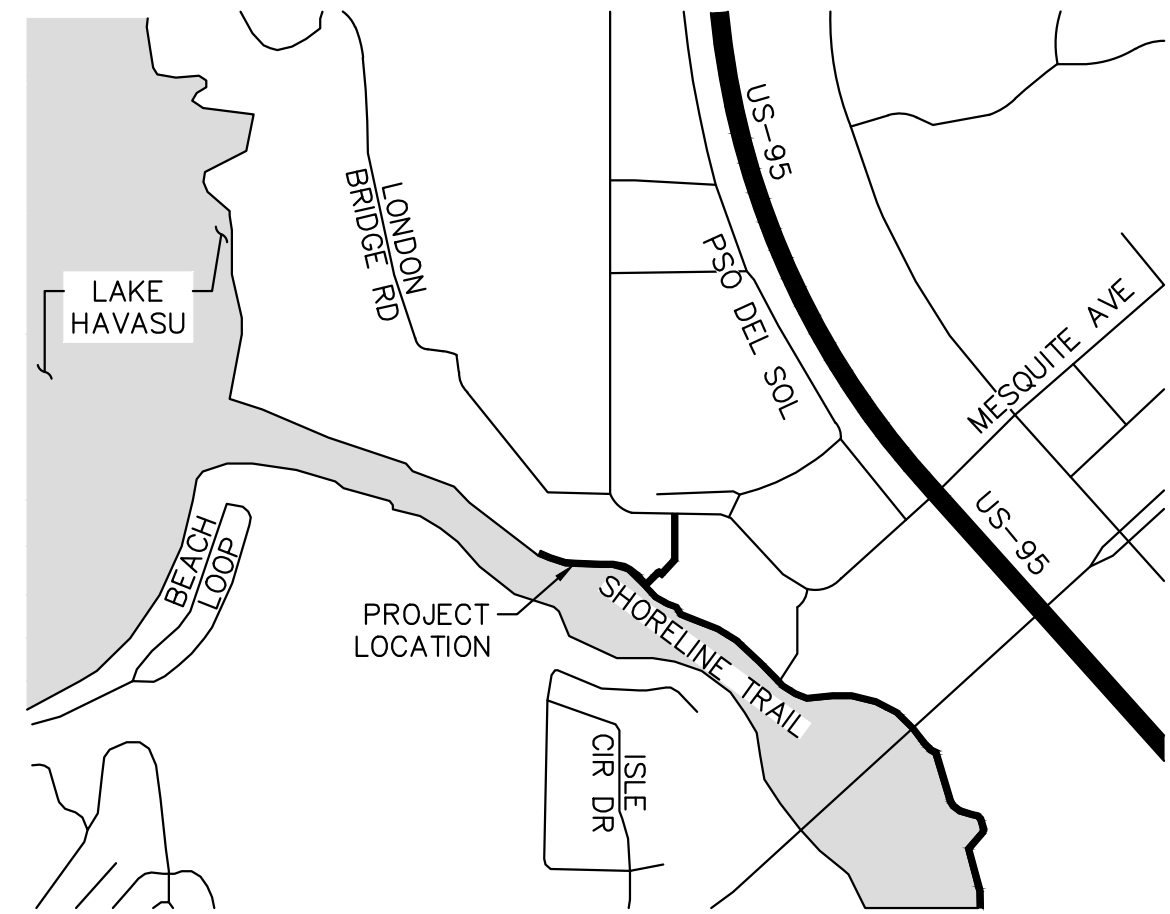 US-95
LONDON
BRIDGE RD
PSO DEL SOL
LAKE
HAVASU
MESQUITE AVE
US-95
BEACH
LOOP
PROJECT
LOCATION
SHORELINE TRAIL
ISLE
CIR DR